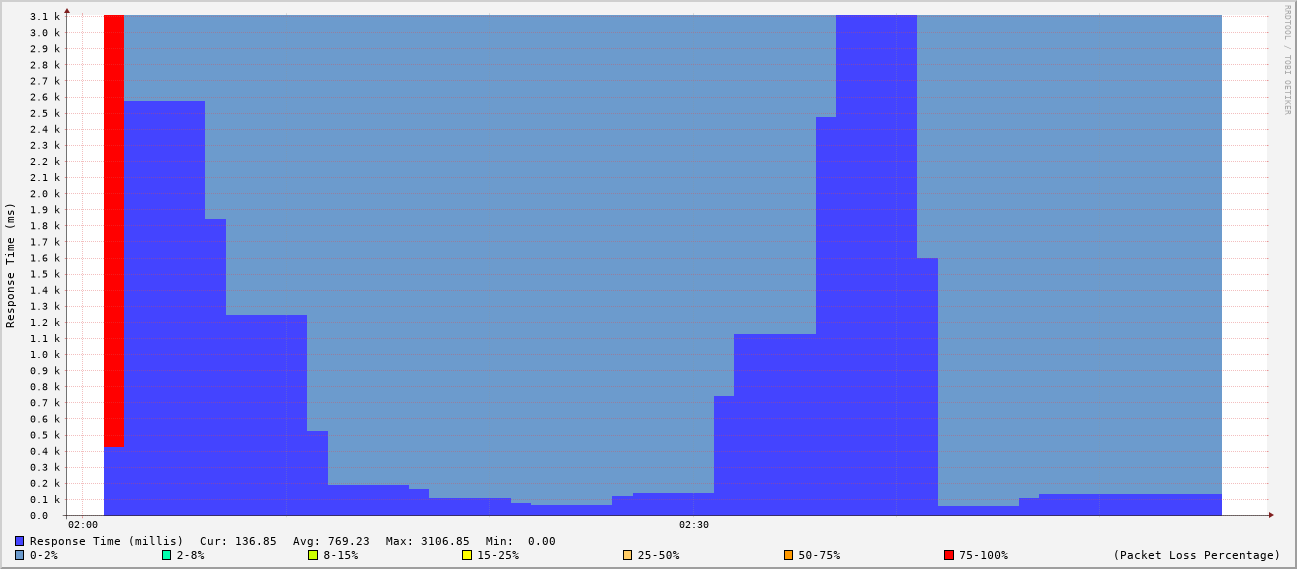 RRDTOOL / TOBI OETIKER
Response Time (ms)
3.1 k
3.0 k
2.9 k
2.8 k
2.7 k
2.6 k
2.5 k
2.4 k
2.3 k
2.2 k
2.1 k
2.0 k
1.9 k
1.8 k
1.7 k
1.6 k
1.5 k
1.4 k
1.3 k
1.2 k
1.1 k
1.0 k
0.9 k
0.8 k
0.7 k
0.6 k
0.5 k
0.4 k
0.3 k
0.2 k
0.1 k
0.0
02:00 02:30
Response Time (millis) Cur: 136.85 Avg: 769.23 Max: 3106.85 Min: 0.00
0-2% 2-8% 8-15% 15-25% 25-50% 50-75% 75-100% (Packet Loss Percentage)